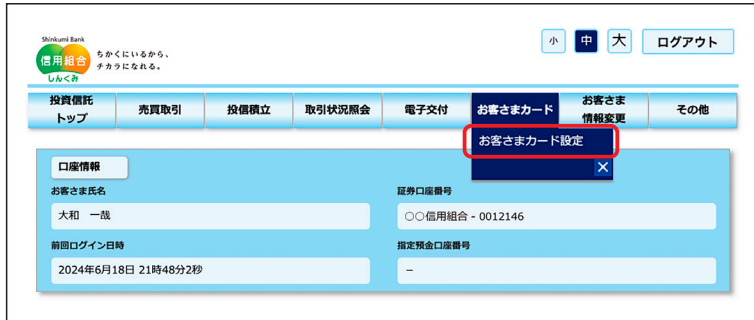 Shinkumi Bank
信用組合
しんくみ
ちかくにいるから、
チカラになれる。
小 中 大 ログアウト
投資信託
トップ
売買取引
投信積立
取引状況照会
電子交付
お客さまカード
お客さま
情報変更
その他
お客さまカード設定
×
口座情報
お客さま氏名
大和 一哉
証券口座番号
○○信用組合 - 0012146
前回ログイン日時
2024年6月18日 21時48分2秒
指定預金口座番号
–